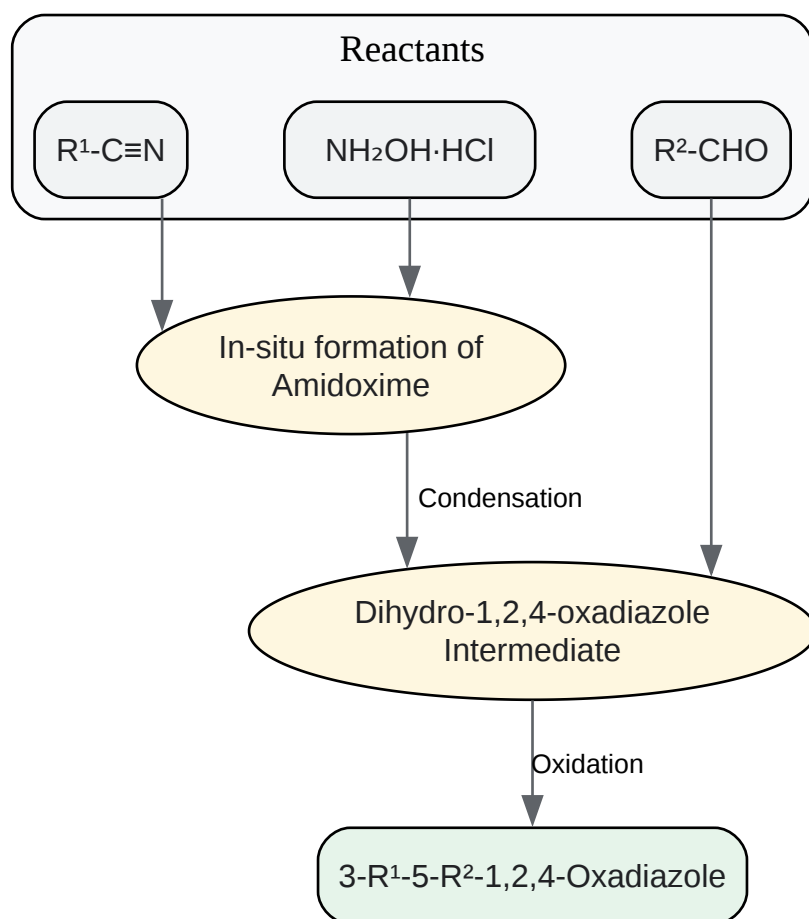 Reactants
R¹-C≡N
NH₂OH·HCl
R²-CHO
In-situ formation of
Amidoxime
Condensation
Dihydro-1,2,4-oxadiazole
Intermediate
Oxidation
3-R¹-5-R²-1,2,4-Oxadiazole